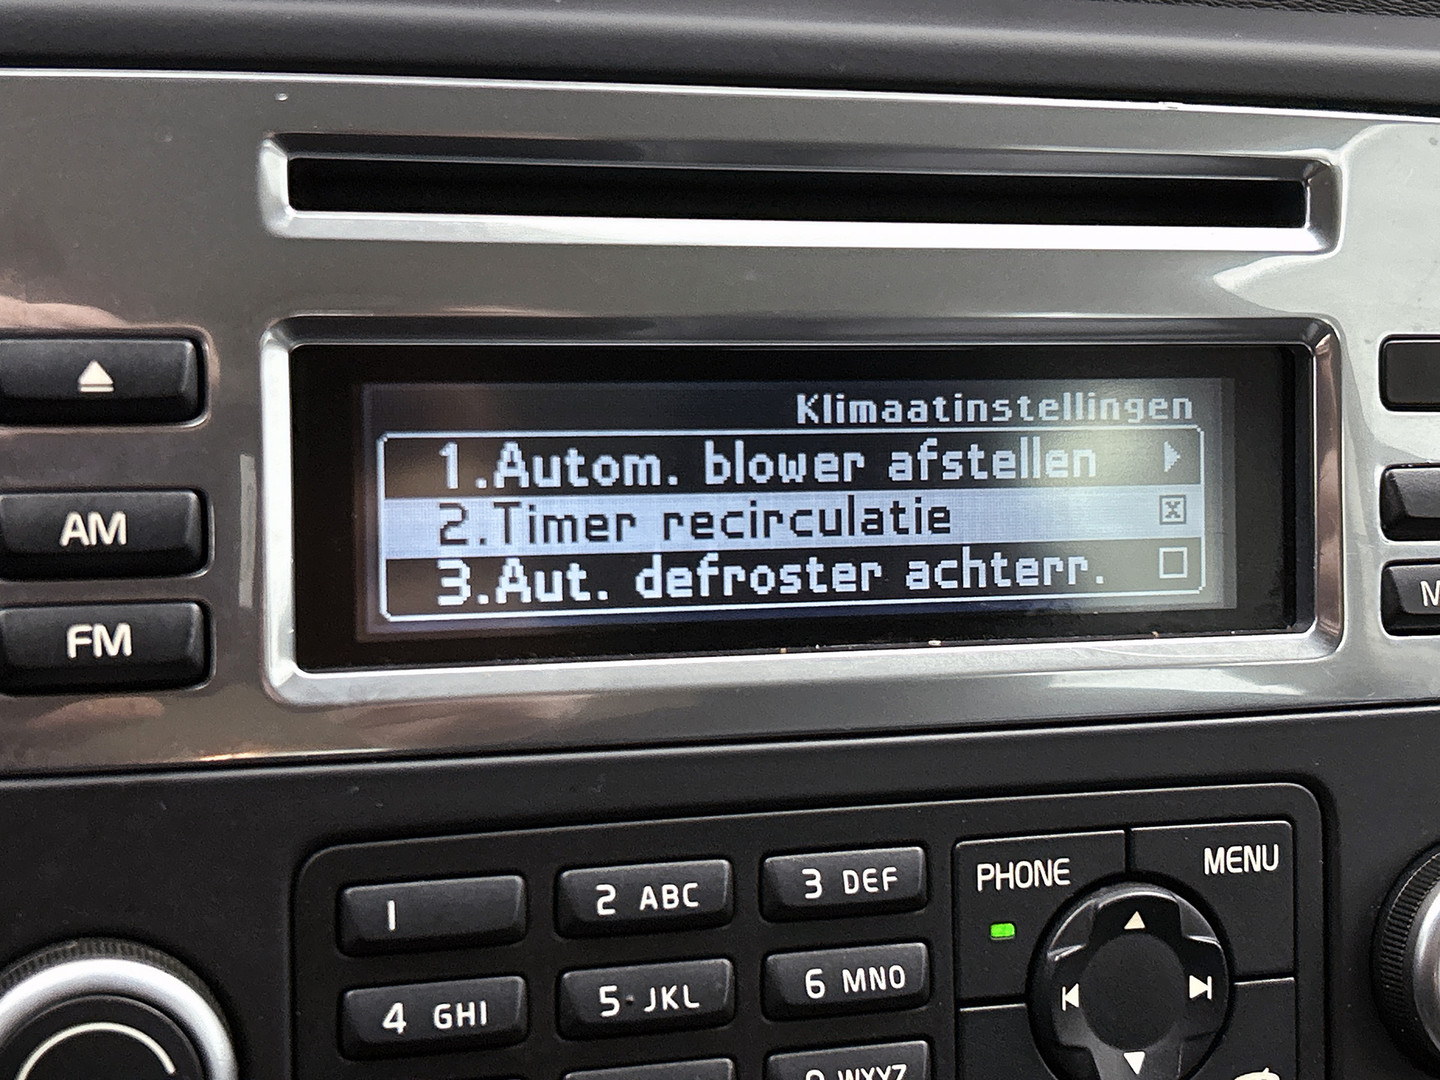 Klimaatinstellingen
1.Autom. blower afstellen
2.Timer recirculatie
3.Aut. defroster achterr.
AM
FM
PHONE
MENU
1
2 ABC
3 DEF
4 GHI
5 JKL
6 MNO
WXYZ